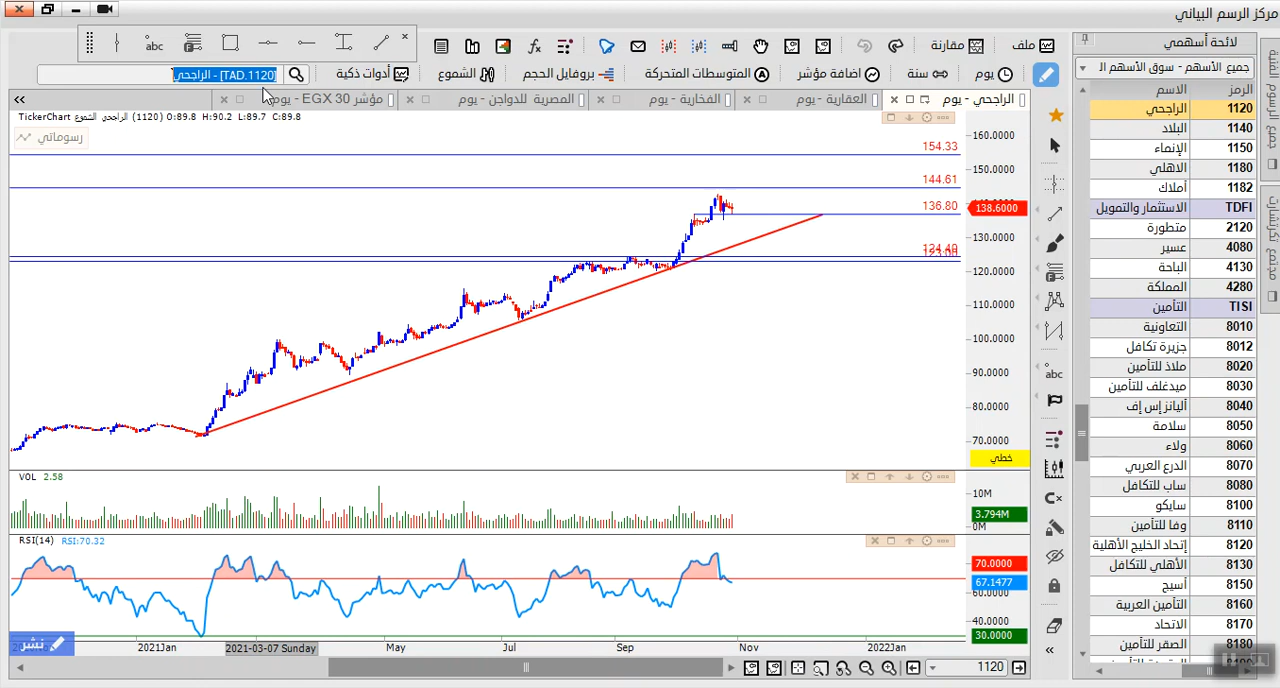 مركز الرسم البياني
ملف
مقارنة
abc
لائحة أسهمي
يوم
سنة
اضافة مؤشر
المتوسطات المتحركة
بروفايل الحجم
الشموع
أدوات ذكية
[TAD.1120] - الراجحي
جميع الأسهم - سوق الأسهم ال
الراجحي - يوم
العقارية - يوم
الفخارية - يوم
المصرية للدواجن - يوم
مؤشر EGX 30 - يوم
TickerChart الراجحي الشموع (1120) O:89.8 H:90.2 L:89.7 C:89.8
رسوماتي
الرمز الاسم
1120 الراجحي
1140 البلاد
1150 الإنماء
1180 الاهلي
1182 أملاك
TDFI الاستثمار والتمويل
2120 متطورة
4080 عسير
4130 الباحة
4280 المملكة
TISI التأمين
8010 التعاونية
8012 جزيرة تكافل
8020 ملاذ للتأمين
8030 ميدغلف للتأمين
8040 أليانز إس إف
8050 سلامة
8060 ولاء
8070 الدرع العربي
8080 ساب للتكافل
8100 سايكو
8110 وفا للتأمين
8120 إتحاد الخليج الأهلية
8130 الأهلي للتكافل
8150 أسيج
8160 التأمين العربية
8170 الاتحاد
8180 الصقر للتأمين
154.33
144.61
136.80
124.40
160.0000
150.0000
138.6000
130.0000
120.0000
110.0000
100.0000
90.0000
80.0000
70.0000
خطي
abc
VOL 2.58
10M
3.794M
0M
RSI(14) RSI:70.32
70.0000
67.1477
60.0000
40.0000
30.0000
نشر
2021Jan
2021-03-07 Sunday
May
Jul
Sep
Nov
2022Jan
1120